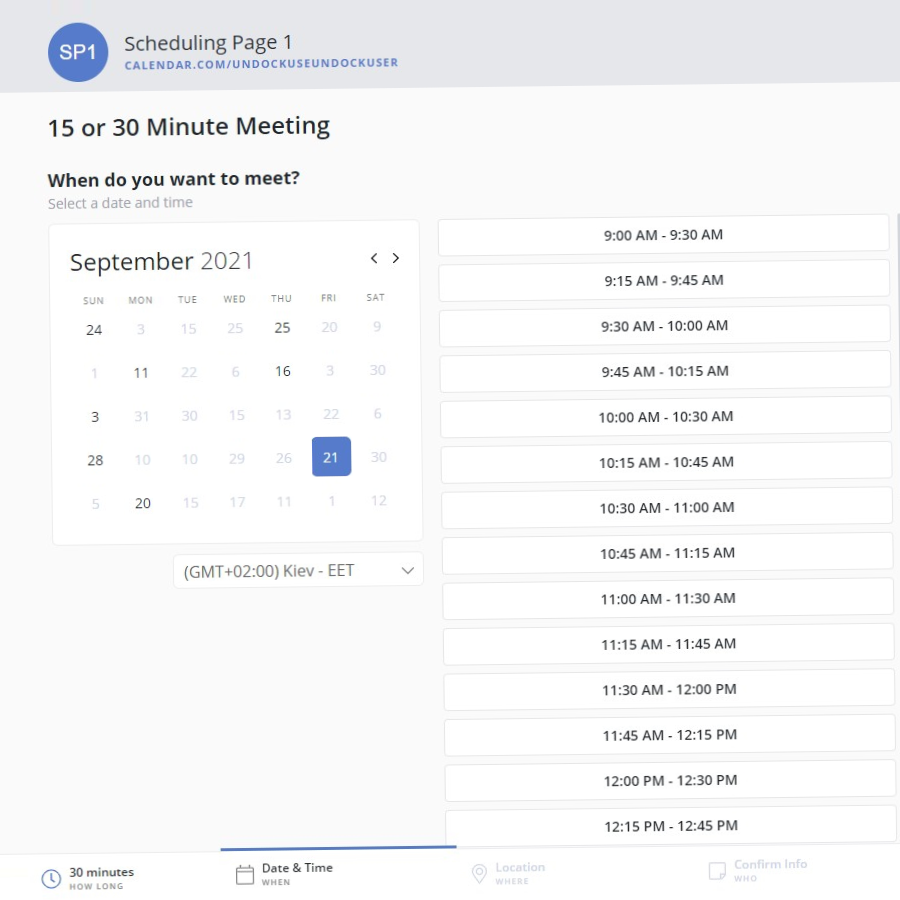 SP1
Scheduling Page 1
CALENDAR.COM/UNDOCKUSEUNDOCKUSER
15 or 30 Minute Meeting
When do you want to meet?
Select a date and time
September 2021
SUN MON TUE WED THU FRI SAT
24 3 15 25 25 20 9
1 11 22 6 16 3 30
3 31 30 15 13 22 6
28 10 10 29 26 21 30
5 20 15 17 11 1 12
(GMT+02:00) Kiev - EET
9:00 AM - 9:30 AM
9:15 AM - 9:45 AM
9:30 AM - 10:00 AM
9:45 AM - 10:15 AM
10:00 AM - 10:30 AM
10:15 AM - 10:45 AM
10:30 AM - 11:00 AM
10:45 AM - 11:15 AM
11:00 AM - 11:30 AM
11:15 AM - 11:45 AM
11:30 AM - 12:00 PM
11:45 AM - 12:15 PM
12:00 PM - 12:30 PM
12:15 PM - 12:45 PM
30 minutes
HOW LONG
Date & Time
WHEN
Location
WHERE
Confirm Info
WHO